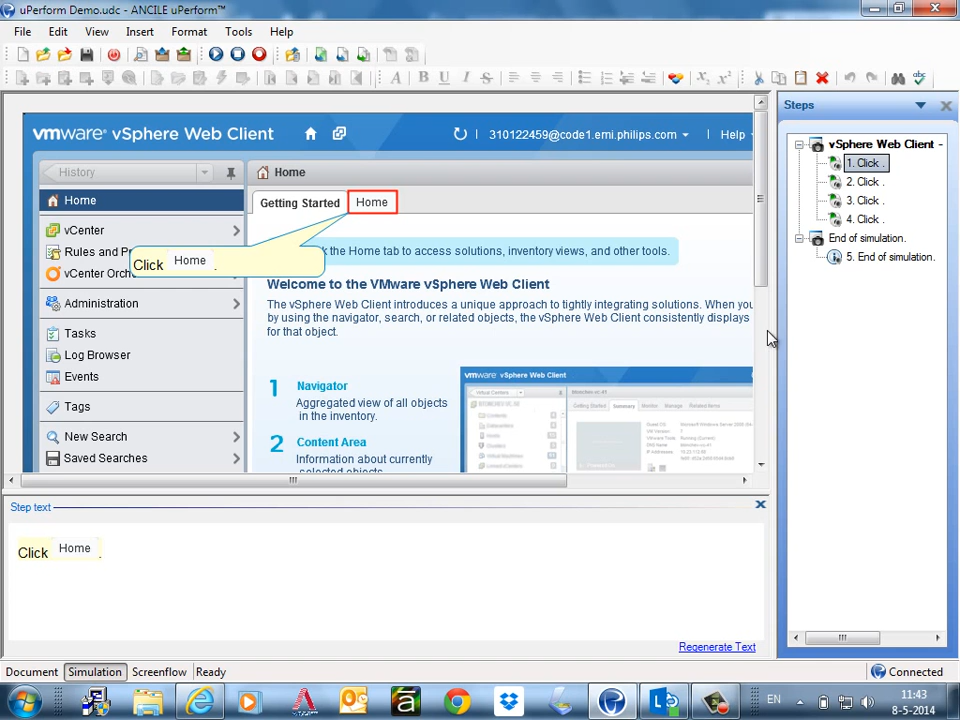 uPerform Demo.udc - ANCILE uPerform™
File Edit View Insert Format Tools Help
vmware® vSphere Web Client
310122459@code1.emi.philips.com
Help
Steps
History
Home
Getting Started
Home
Home
vCenter
Rules and P
vCenter Orch
Administration
Tasks
Log Browser
Events
Tags
New Search
Saved Searches
Click Home .
k the Home tab to access solutions, inventory views, and other tools.
Welcome to the VMware vSphere Web Client
The vSphere Web Client introduces a unique approach to tightly integrating solutions. When you
by using the navigator, search, or related objects, the vSphere Web Client consistently displays
for that object.
1 Navigator
Aggregated view of all objects
in the inventory.
2 Content Area
Information about currently
selected objects
vmware® vSphere Web Client
vSphere Web Client -
1. Click .
2. Click .
3. Click .
4. Click .
End of simulation.
5. End of simulation.
Step text
Click Home .
Regenerate Text
Document Simulation Screenflow Ready
Connected
EN
11:43
8-5-2014